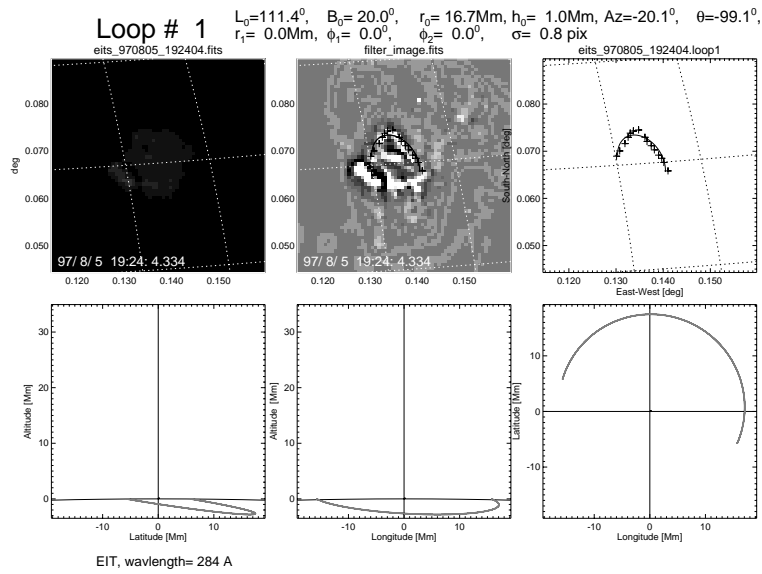 Loop # 1
L₀=111.4⁰, B₀= 20.0⁰, r₀= 16.7Mm, h₀= 1.0Mm, Az=-20.1⁰, θ=-99.1⁰,
r₁= 0.0Mm, ϕ₁= 0.0⁰, ϕ₂= 0.0⁰, σ= 0.8 pix
eits_970805_192404.fits
filter_image.fits
eits_970805_192404.loop1
deg
0.080
0.070
0.060
0.050
97/ 8/ 5 19:24: 4.334
0.120 0.130 0.140 0.150
0.080
0.070
0.060
0.050
97/ 8/ 5 19:24: 4.334
0.120 0.130 0.140 0.150
South-North [deg]
0.080
0.070
0.060
0.050
0.120 0.130 0.140 0.150
East-West [deg]
Altitude [Mm]
30
20
10
0
-10 0 10
Latitude [Mm]
Altitude [Mm]
30
20
10
0
-10 0 10
Longitude [Mm]
Latitude [Mm]
10
0
-10
-10 0 10
Longitude [Mm]
EIT, wavlength= 284 A